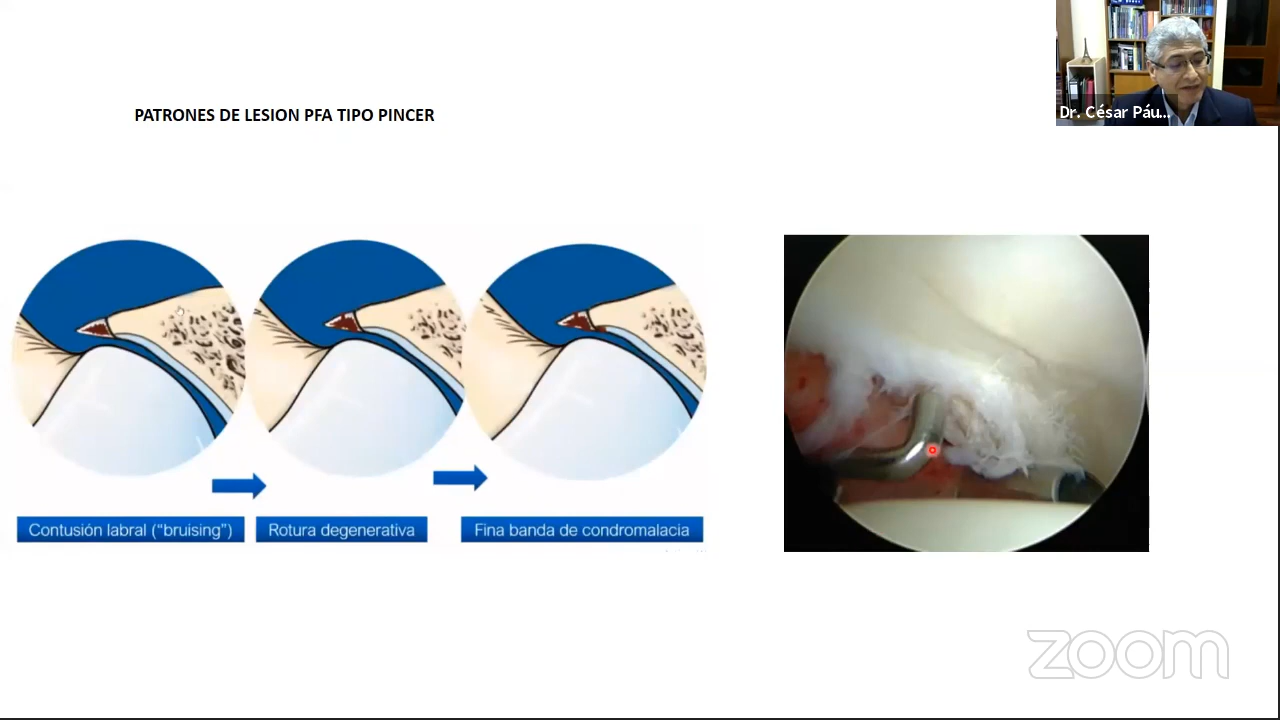 PATRONES DE LESION PFA TIPO PINCER
Dr. César Páu...
Contusión labral ("bruising")
Rotura degenerativa
Fina banda de condromalacia
zoom